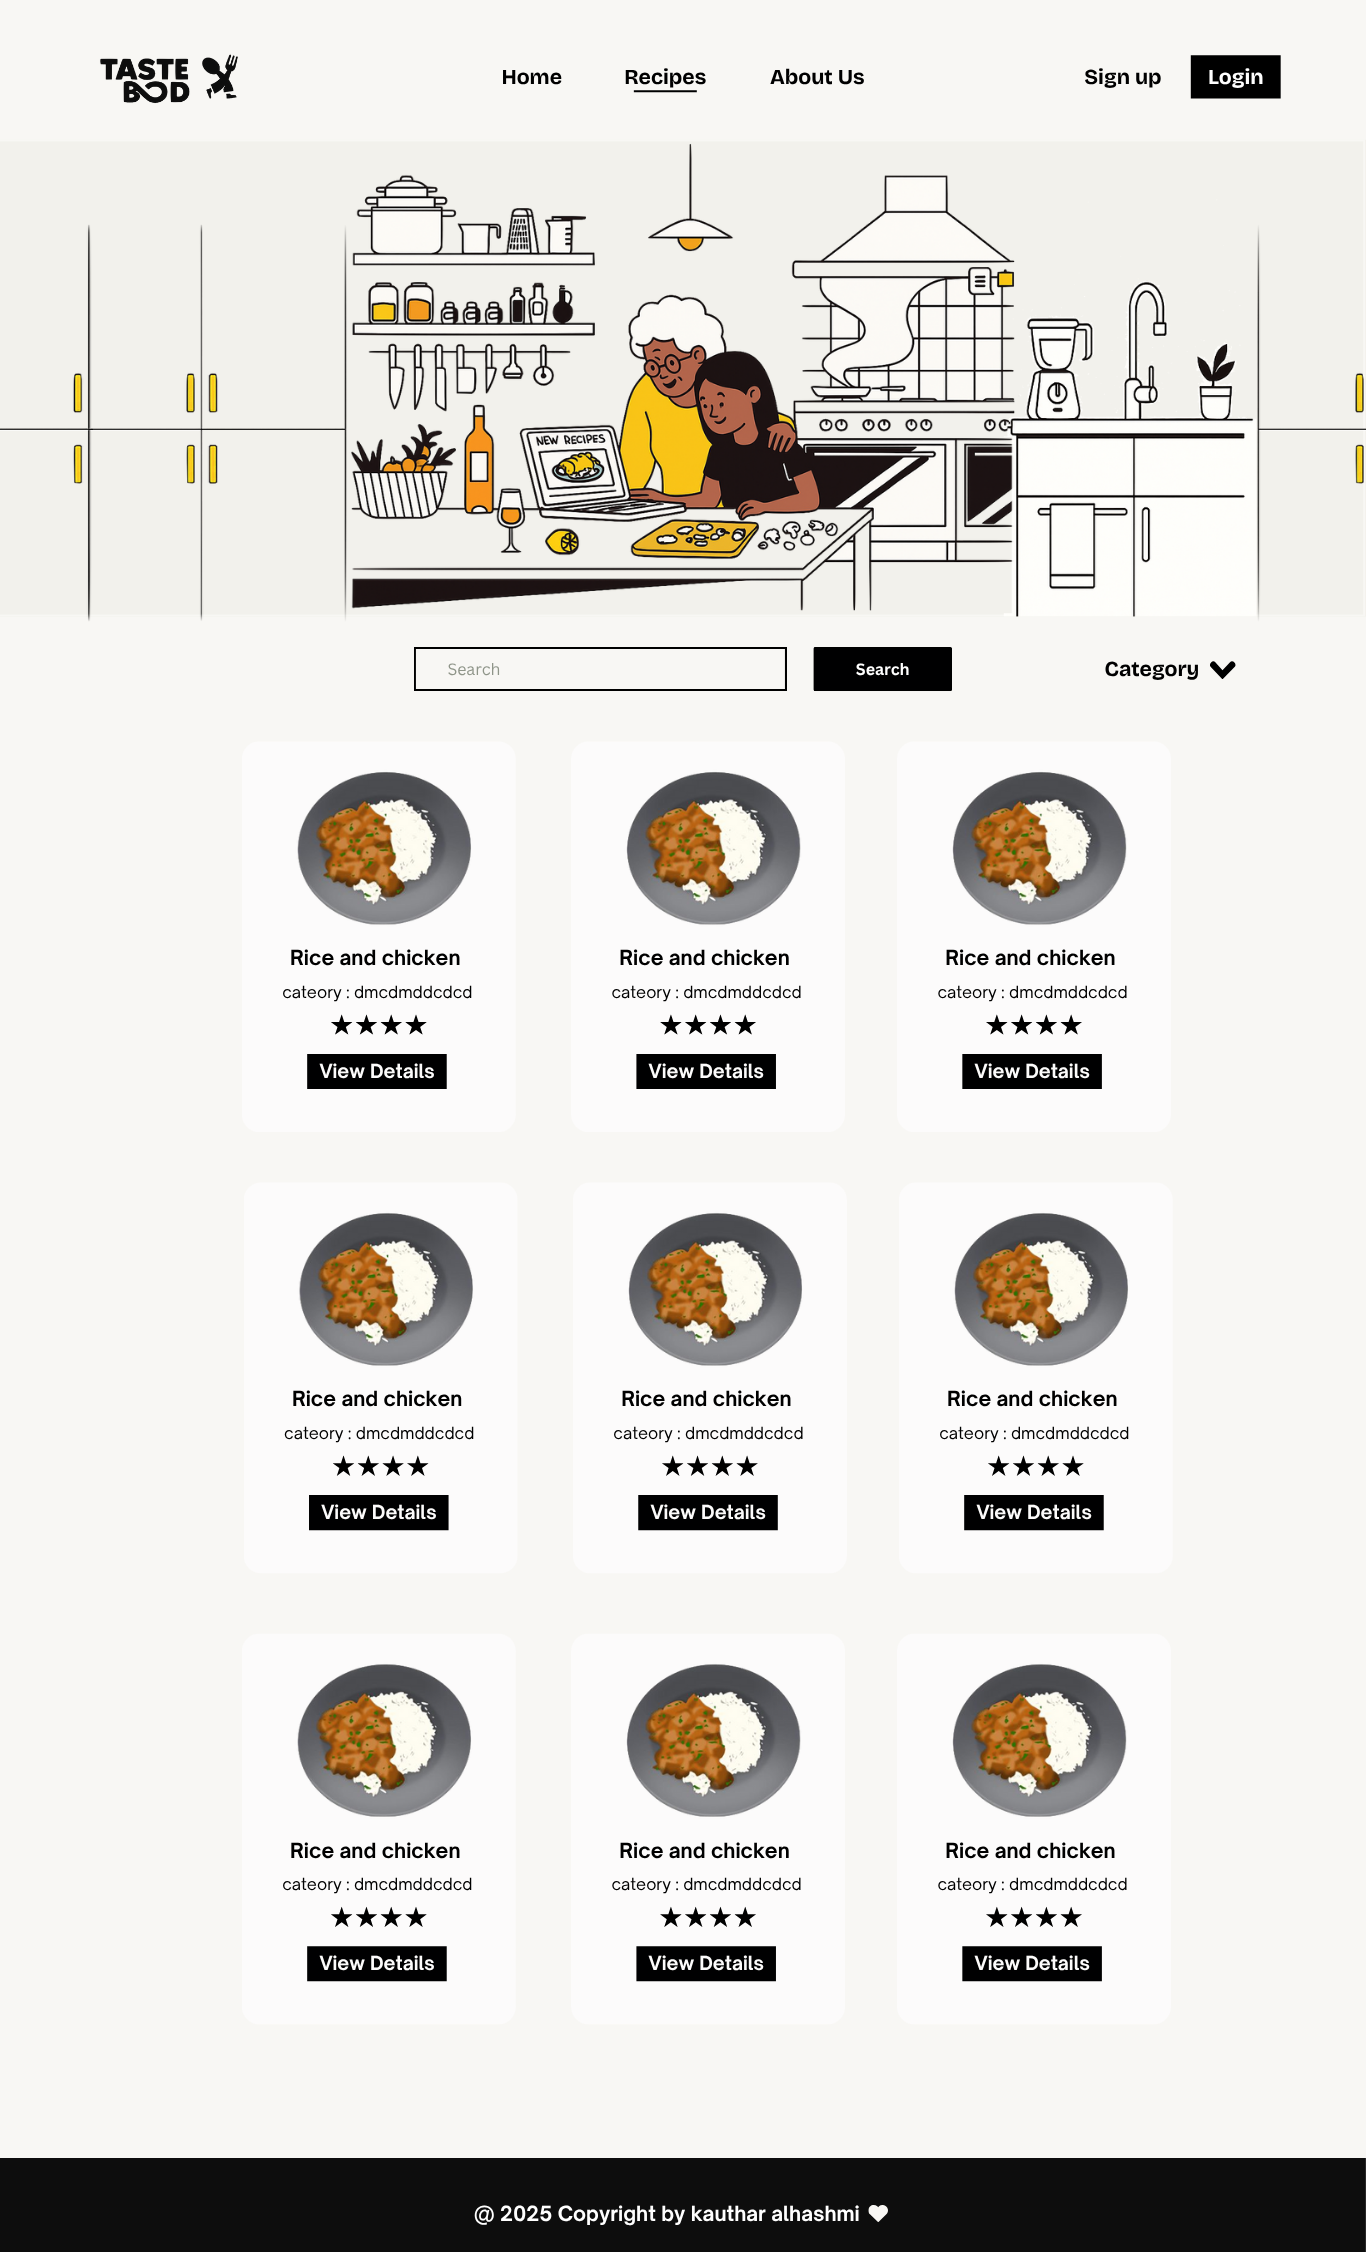 TASTE
BOD
Home Recipes About Us Sign up Login
NEW RECIPES
Search Search Category
Rice and chicken Rice and chicken Rice and chicken
cateory : dmcdmddcdcd cateory : dmcdmddcdcd cateory : dmcdmddcdcd
★★★★ ★★★★ ★★★★
View Details View Details View Details
Rice and chicken Rice and chicken Rice and chicken
cateory : dmcdmddcdcd cateory : dmcdmddcdcd cateory : dmcdmddcdcd
★★★★ ★★★★ ★★★★
View Details View Details View Details
Rice and chicken Rice and chicken Rice and chicken
cateory : dmcdmddcdcd cateory : dmcdmddcdcd cateory : dmcdmddcdcd
★★★★ ★★★★ ★★★★
View Details View Details View Details
@ 2025 Copyright by kauthar alhashmi ♥